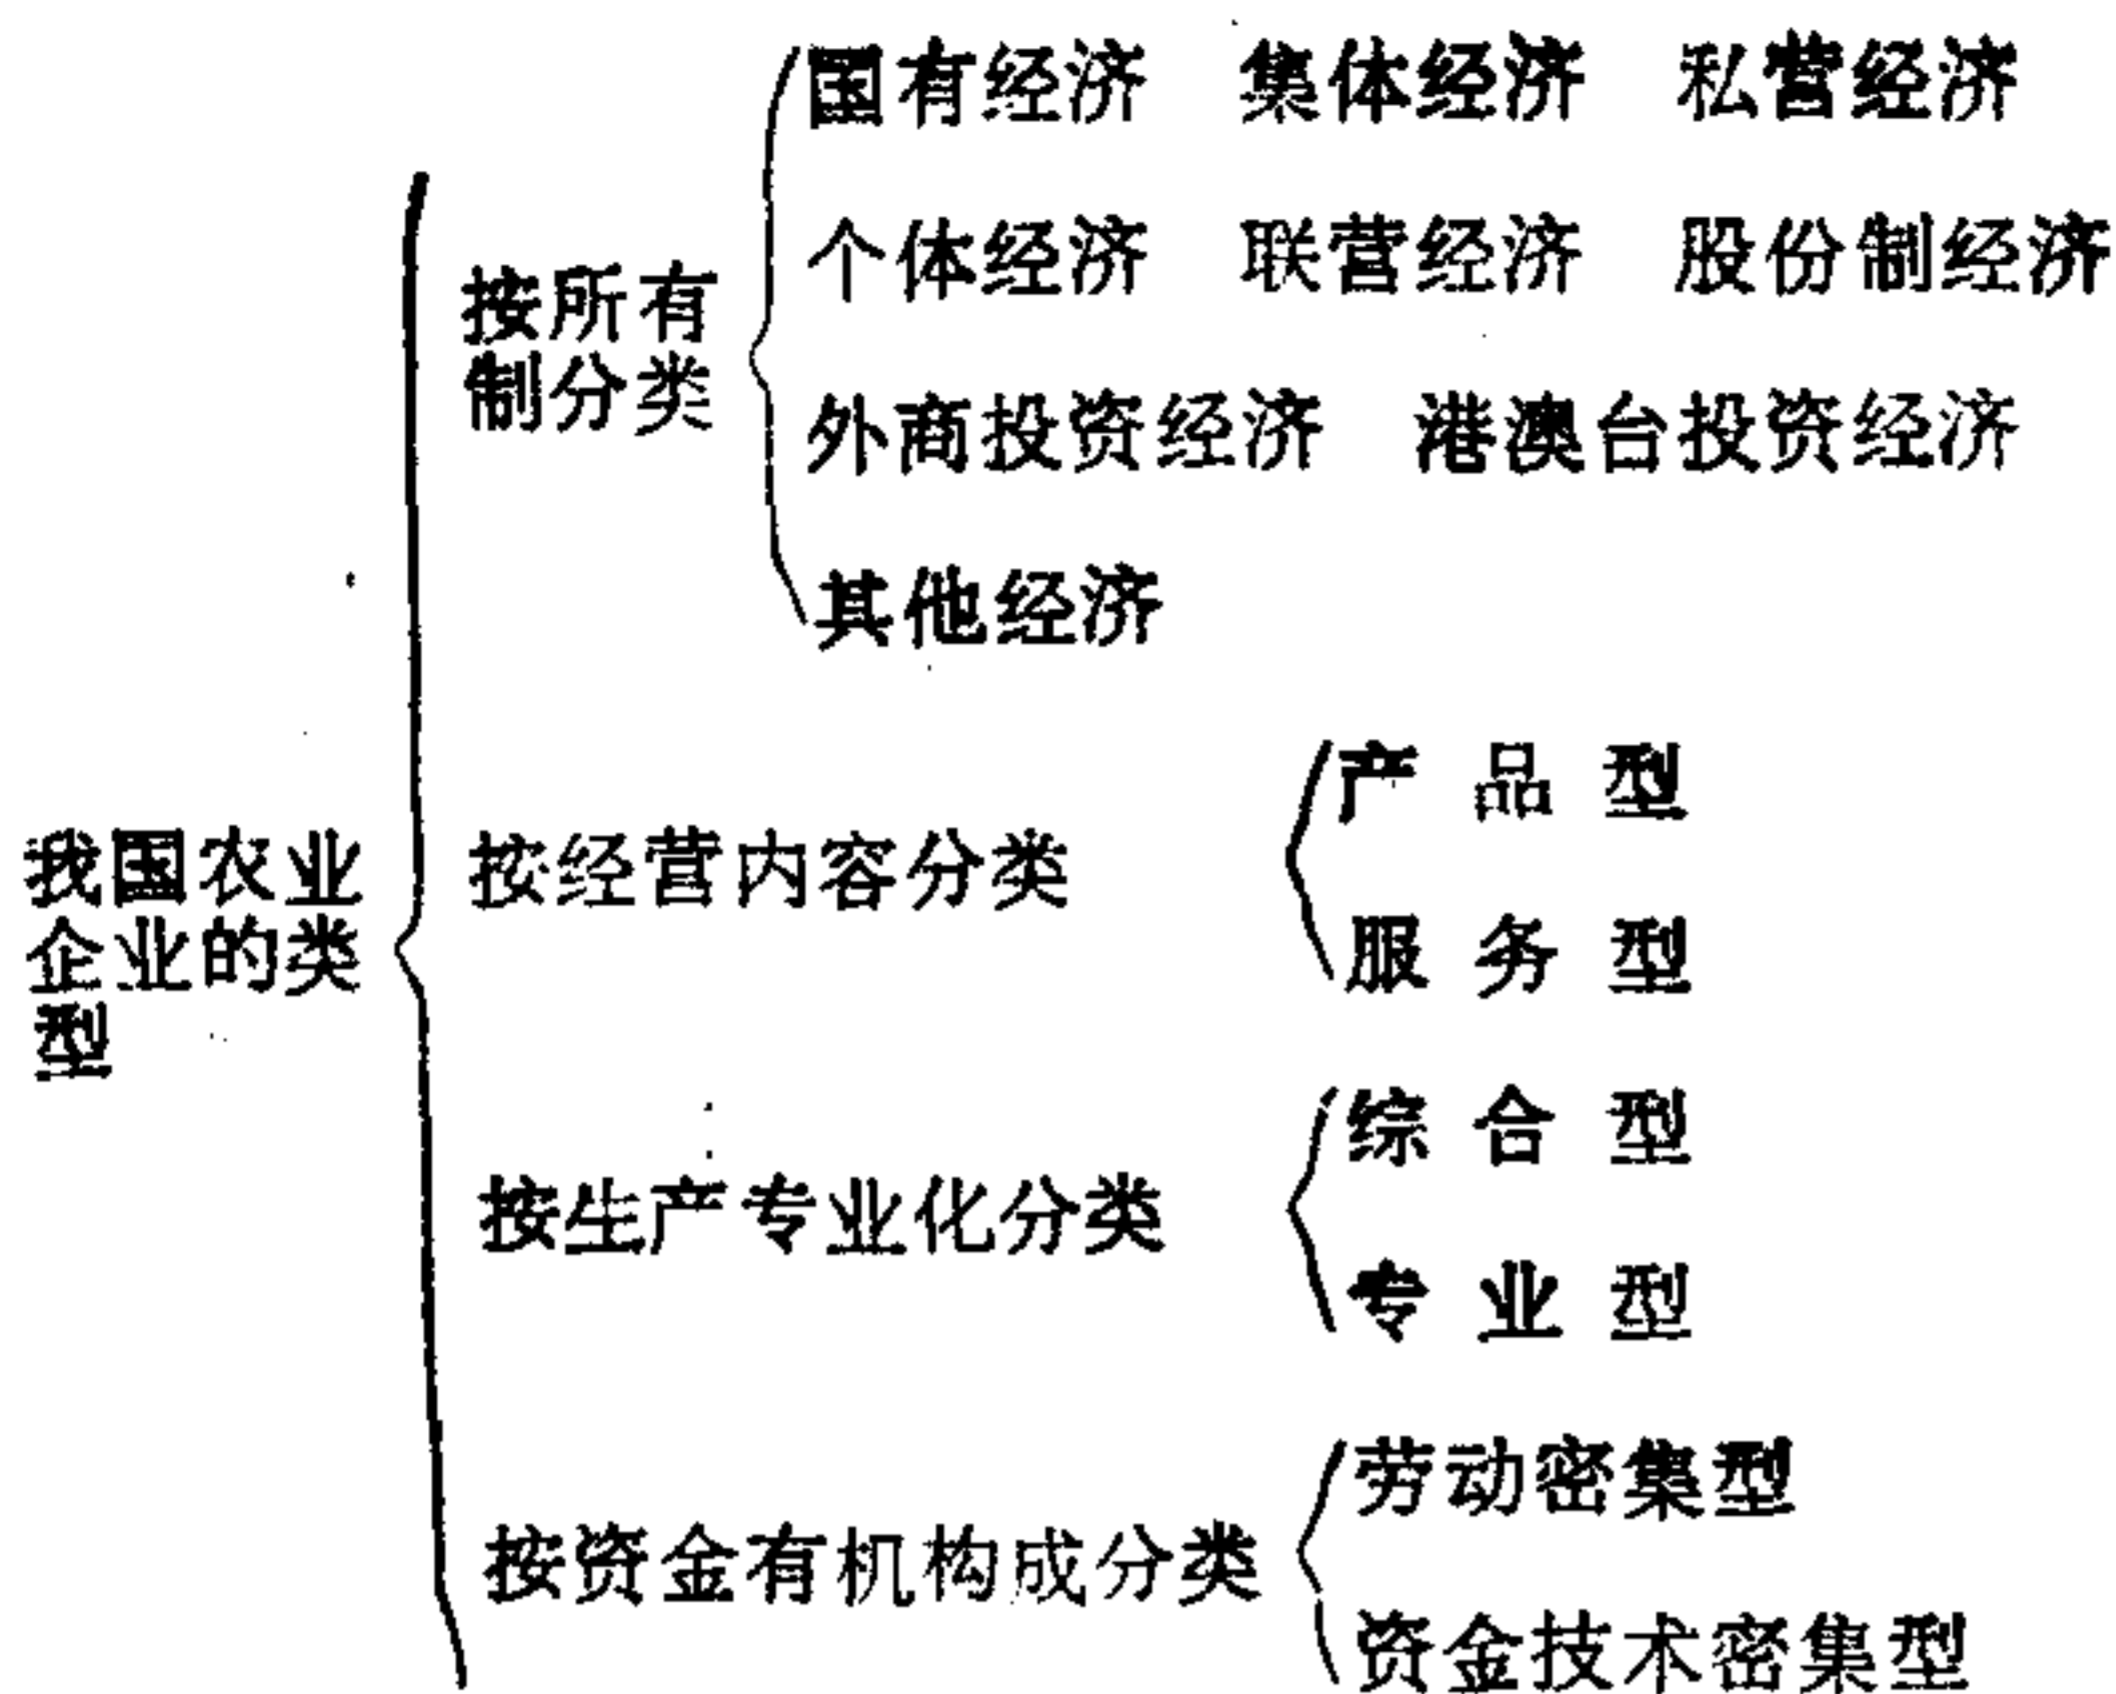 国有经济 集体经济 私营经济
个体经济 联营经济 股份制经济
按所有
制分类
外商投资经济 港澳台投资经济
其他经济
产品型
我国农业
企业的类
型
按经营内容分类
服务型
综合型
按生产专业化分类
专业型
劳动密集型
按资金有机构成分类
资金技术密集型